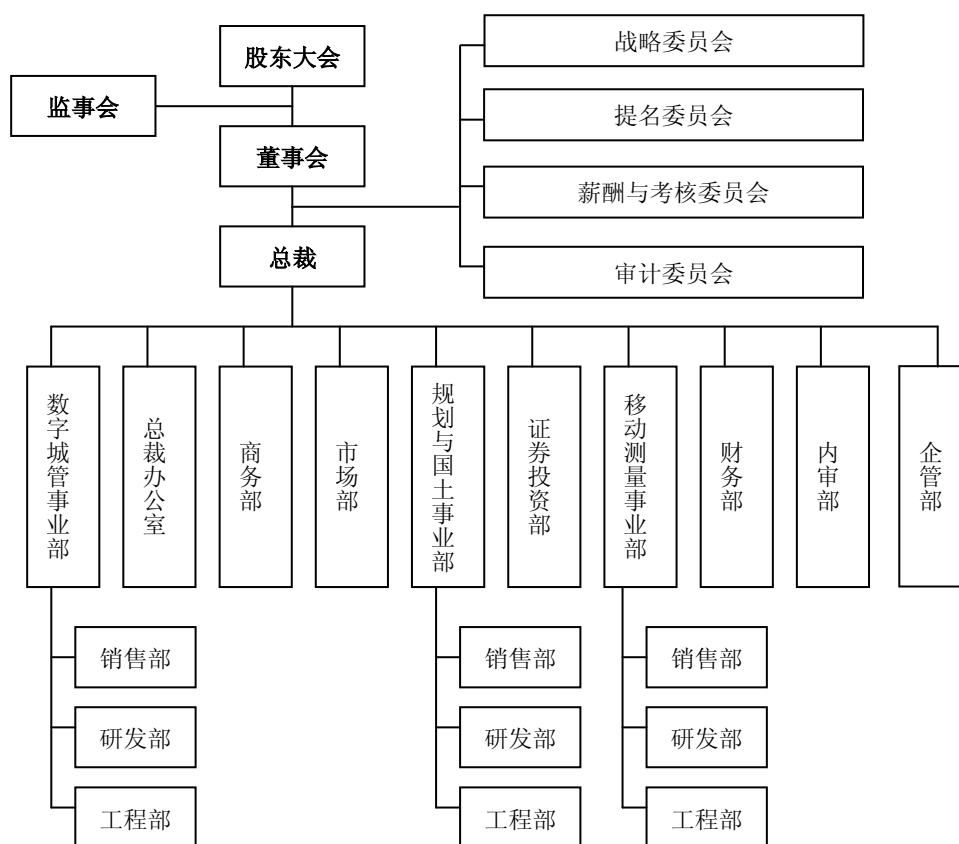 股东大会
监事会
董事会
总裁
战略委员会
提名委员会
薪酬与考核委员会
审计委员会
数字城管事业部
总裁办公室
商务部
市场部
规划与国土事业部
证券投资部
移动测量事业部
财务部
内审部
企管部
销售部
研发部
工程部
销售部
研发部
工程部
销售部
研发部
工程部